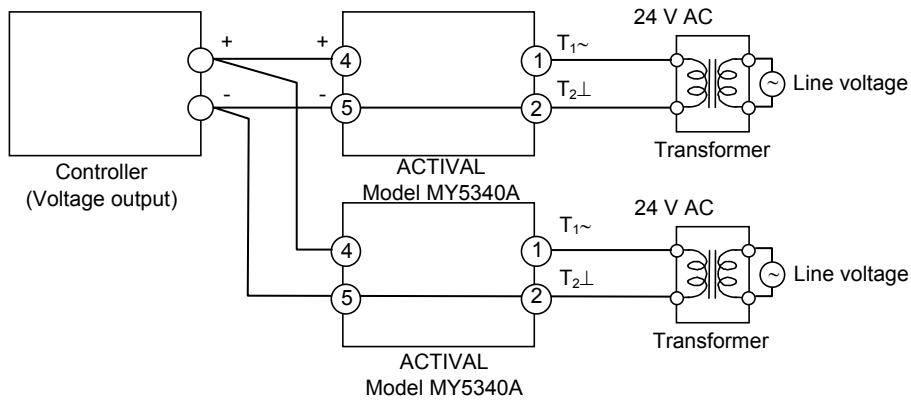 24 V AC
+
+
4
1
T₁~
~
Line voltage
-
-
5
2
T₂⊥
Transformer
Controller
(Voltage output)
ACTIVAL
Model MY5340A
24 V AC
4
1
T₁~
~
Line voltage
5
2
T₂⊥
Transformer
ACTIVAL
Model MY5340A